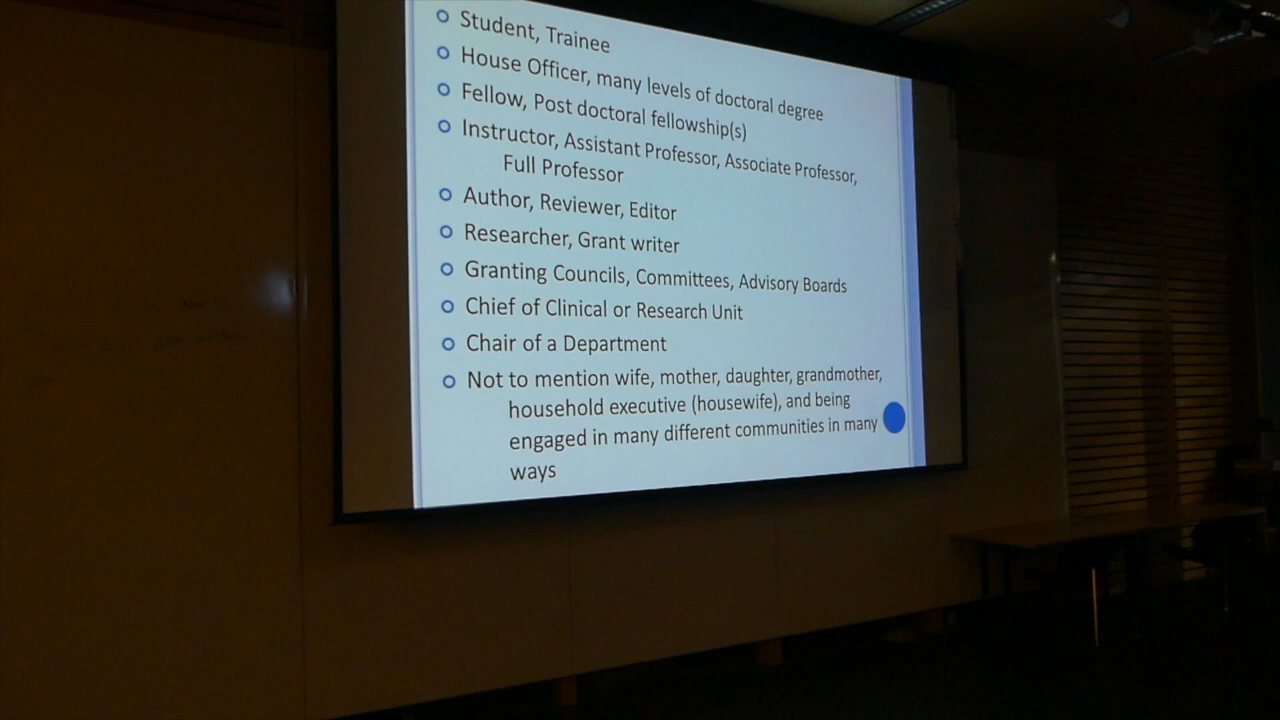 Student, Trainee
House Officer, many levels of doctoral degree
Fellow, Post doctoral fellowship(s)
Instructor, Assistant Professor, Associate Professor,
Full Professor
Author, Reviewer, Editor
Researcher, Grant writer
Granting Councils, Committees, Advisory Boards
Chief of Clinical or Research Unit
Chair of a Department
Not to mention wife, mother, daughter, grandmother,
household executive (housewife), and being
engaged in many different communities in many
ways